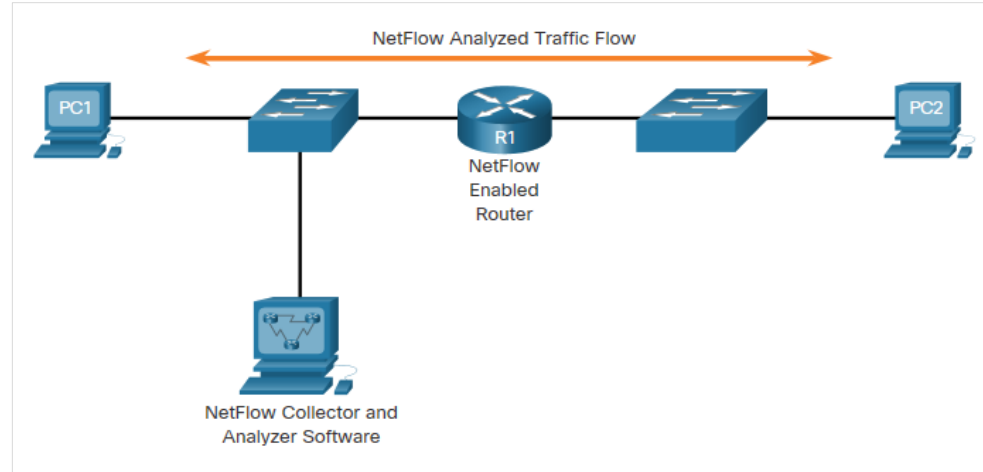 NetFlow Analyzed Traffic Flow
PC1
R1
PC2
NetFlow
Enabled
Router
NetFlow Collector and
Analyzer Software